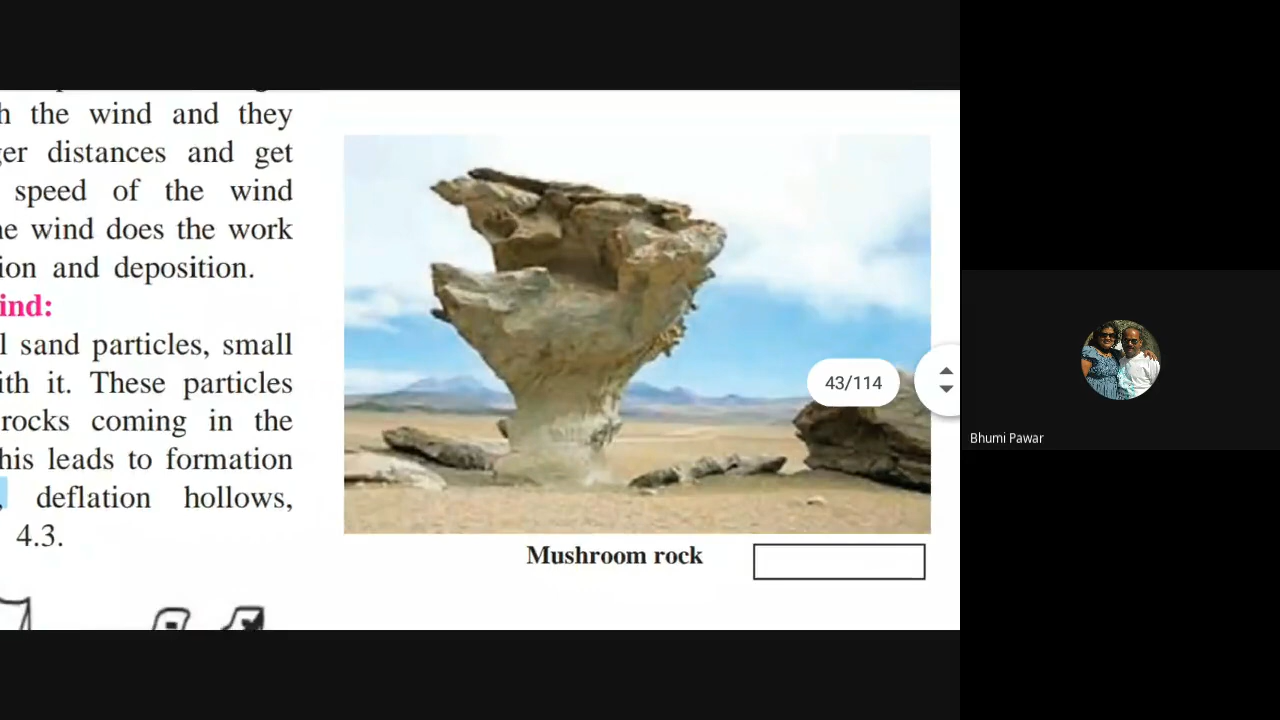 h the wind and they
ger distances and get
speed of the wind
he wind does the work
ion and deposition.
ind:
l sand particles, small
ith it. These particles
rocks coming in the
his leads to formation
, deflation hollows,
4.3.
Mushroom rock
43/114
Bhumi Pawar